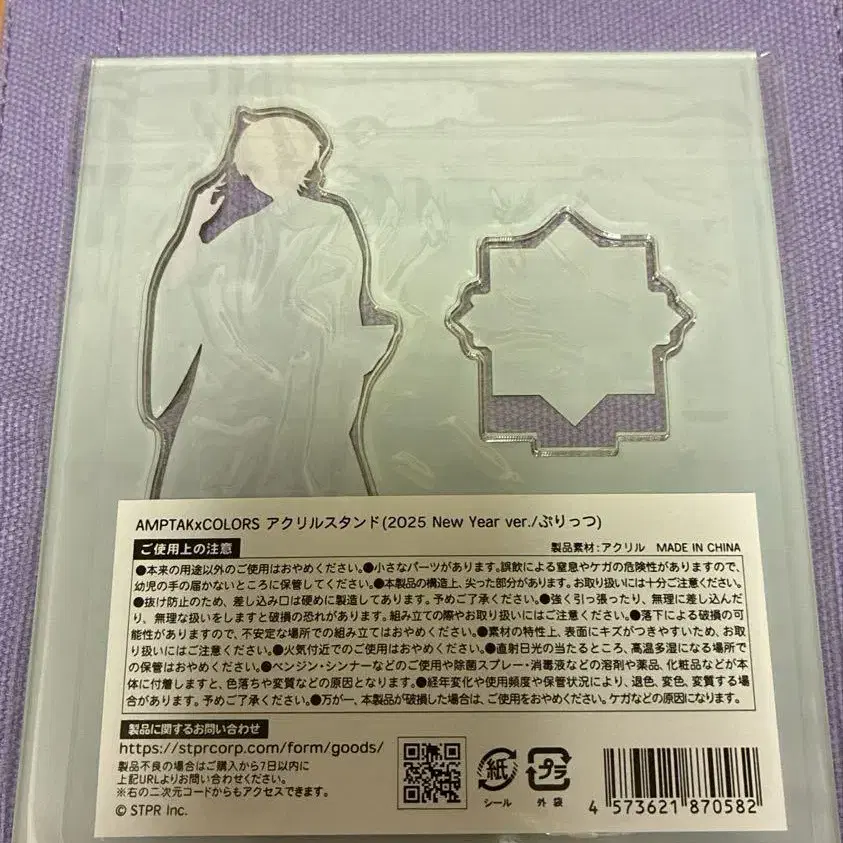 AMPTAKxCOLORS アクリルスタンド(2025 New Year ver./ぷりっつ)
ご使用上の注意
製品素材:アクリル MADE IN CHINA
●本来の用途以外のご使用はおやめください。●小さなパーツがあります。誤飲による窒息やケガの危険性がありますので、
幼児の手の届かないところに保管してください。●本製品の構造上、尖った部分があります。お取り扱いには十分ご注意ください。
●抜け防止のため、差し込み口は硬めに製造してあります。予めご了承ください。●強く引っ張ったり、無理に差し込んだ
り、無理な扱いをしますと破損の恐れがあります。組み立ての際やお取り扱いにはご注意ください。●落下による破損の可
能性がありますので、不安定な場所での組み立てはおやめください。●素材の特性上、表面にキズがつきやすいため、お取
り扱いにはご注意ください。●火気付近でのご使用はおやめください。●直射日光の当たるところ、高温多湿になる場所で
の保管はおやめください。●ベンジン・シンナーなどのご使用や除菌スプレー・消毒液などの溶剤や薬品、化粧品などが本
体に付着しますと、色落ちや変質などの原因となります。●経年変化や使用頻度や保管状況により、退色、変色、変質する場
合がありますので、予めご了承ください。●万が一、本製品が破損した場合は、ご使用をおやめください。ケガなどの原因になります。
製品に関するお問い合わせ
https://stprcorp.com/form/goods/
製品不良の場合はご購入から7日以内に
上記URLよりお問い合わせください。
※右の二次元コードからもアクセスできます。
© STPR Inc.
紙
シール
プラ
外袋
4 573621 870582